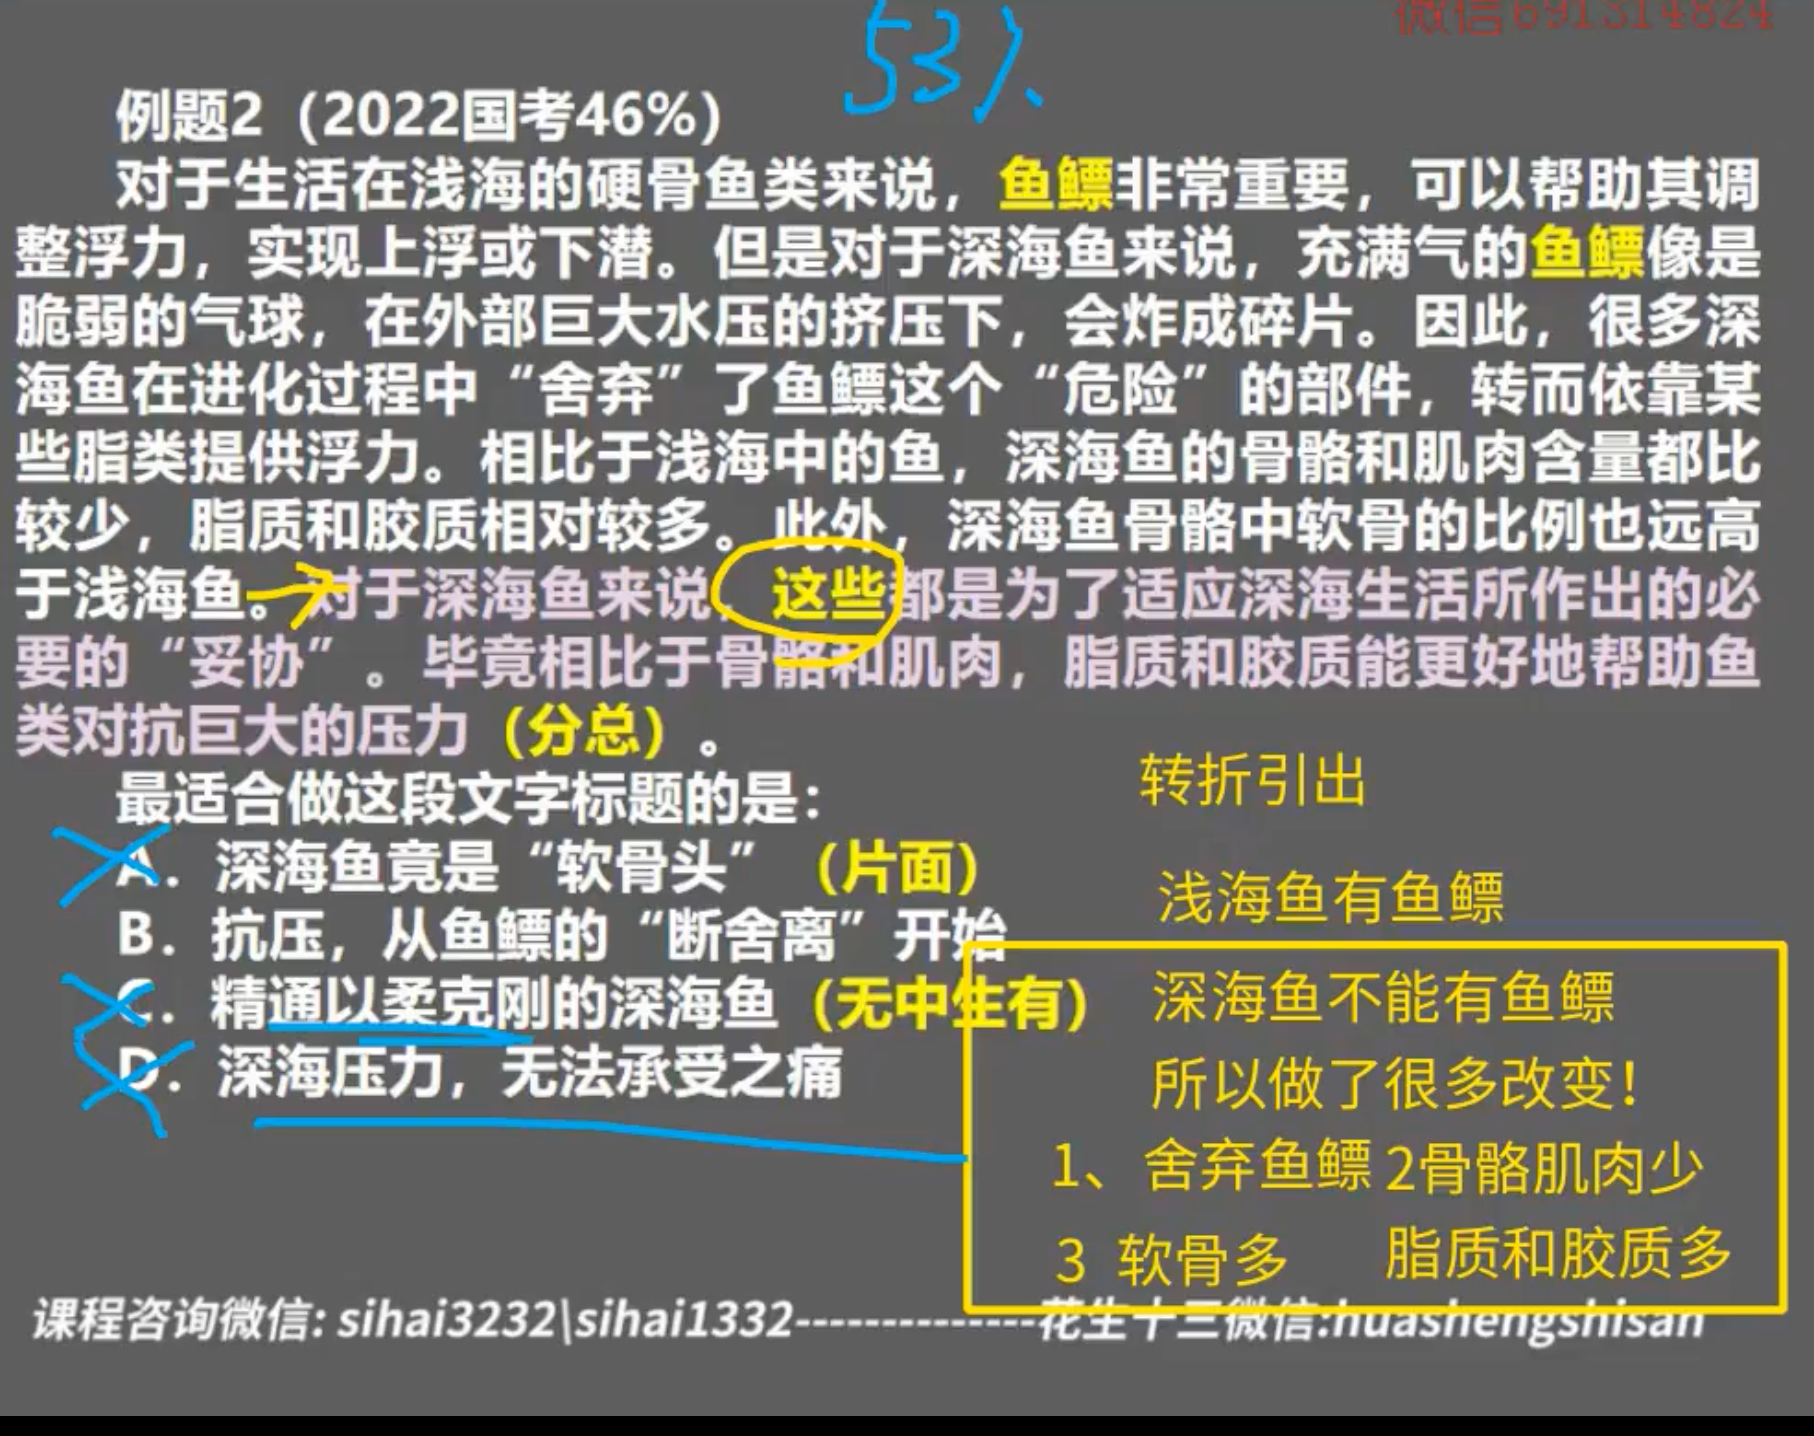 微信691314824
53%
例题2（2022国考46%）
对于生活在浅海的硬骨鱼类来说，鱼鳔非常重要，可以帮助其调
整浮力，实现上浮或下潜。但是对于深海鱼来说，充满气的鱼鳔像是
脆弱的气球，在外部巨大水压的挤压下，会炸成碎片。因此，很多深
海鱼在进化过程中“舍弃”了鱼鳔这个“危险”的部件，转而依靠某
些脂类提供浮力。相比于浅海中的鱼，深海鱼的骨骼和肌肉含量都比
较少，脂质和胶质相对较多。此外，深海鱼骨骼中软骨的比例也远高
于浅海鱼。对于深海鱼来说，这些都是为了适应深海生活所作出的必
要的“妥协”。毕竟相比于骨骼和肌肉，脂质和胶质能更好地帮助鱼
类对抗巨大的压力（分总）。
最适合做这段文字标题的是：
A．深海鱼竟是“软骨头”（片面）
B．抗压，从鱼鳔的“断舍离”开始
C．精通以柔克刚的深海鱼（无中生有）
D．深海压力，无法承受之痛
转折引出
浅海鱼有鱼鳔
深海鱼不能有鱼鳔
所以做了很多改变！
1、舍弃鱼鳔 2骨骼肌肉少
3 软骨多 脂质和胶质多
课程咨询微信: sihai3232\sihai1332--------------花生十三微信:huashengshisan